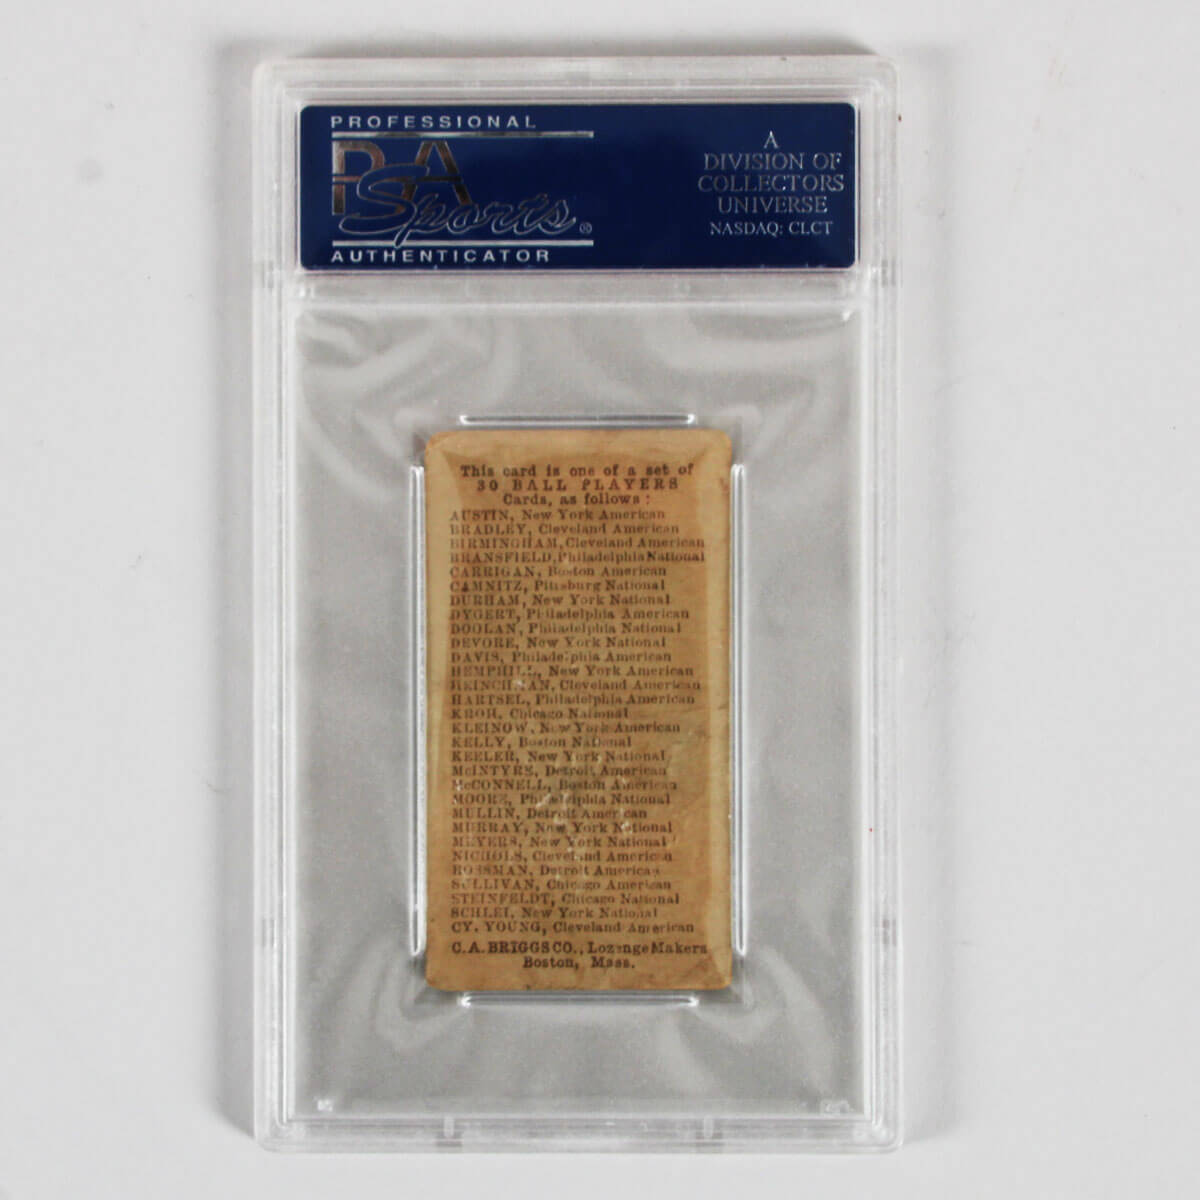 PROFESSIONAL
PSA
Sports®
AUTHENTICATOR
A
DIVISION OF
COLLECTORS
UNIVERSE
NASDAQ: CLCT
This card is one of a set of
30 BALL PLAYERS
Cards, as follows:
AUSTIN, New York American
BRADLEY, Cleveland American
BIRMINGHAM, Cleveland American
BRANSFIELD, Philadelphia National
CARRIGAN, Boston American
CAMNITZ, Pittsburg National
DURHAM, New York National
DYGERT, Philadelphia American
DOOLAN, Philadelphia National
DEVORE, New York National
DAVIS, Philadelphia American
HEMPHILL, New York American
HEINCHMAN, Cleveland American
HARTSEL, Philadelphia American
KROH, Chicago National
KLEINOW, New York American
KELLY, Boston National
KEELER, New York National
McINTYRE, Detroit American
McCONNELL, Boston American
MOORE, Philadelphia National
MULLIN, Detroit American
MURRAY, New York National
MEYERS, New York National
NICHOLS, Cleveland American
ROSSMAN, Detroit American
SULLIVAN, Chicago American
STEINFELDT, Chicago National
SCHLEI, New York National
CY. YOUNG, Cleveland American
C. A. BRIGGS CO., Lozenge Makers
Boston, Mass.